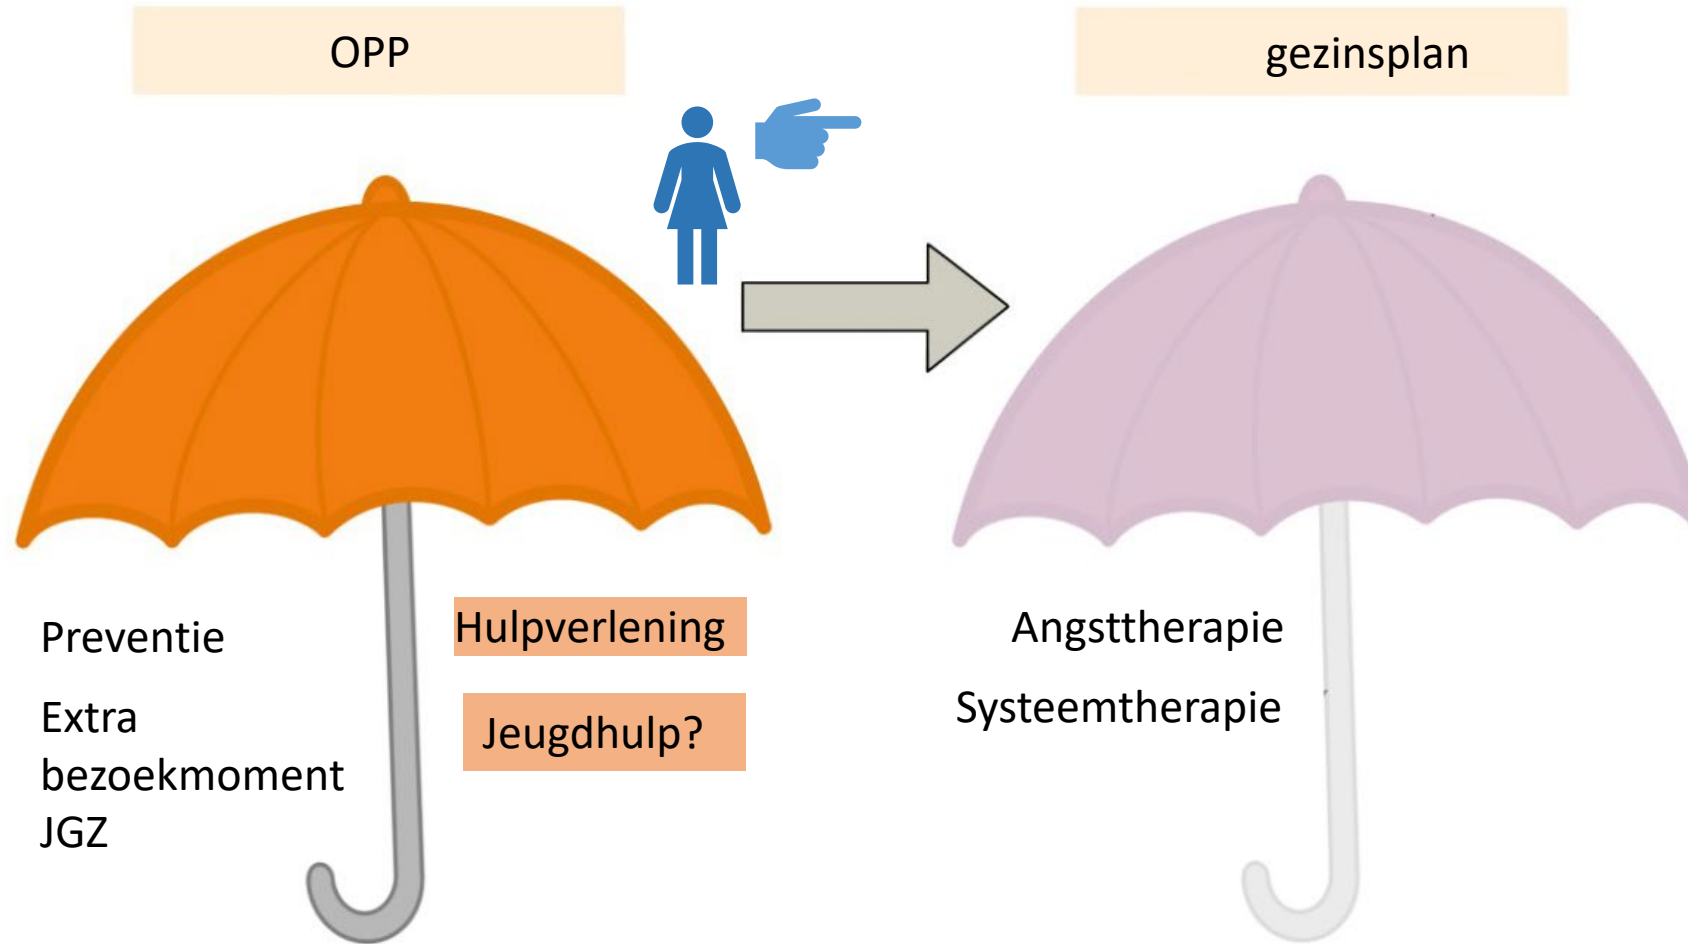 OPP
gezinsplan
Preventie
Extra
bezoekmoment
JGZ
Hulpverlening
Jeugdhulp?
Angsttherapie
Systeemtherapie